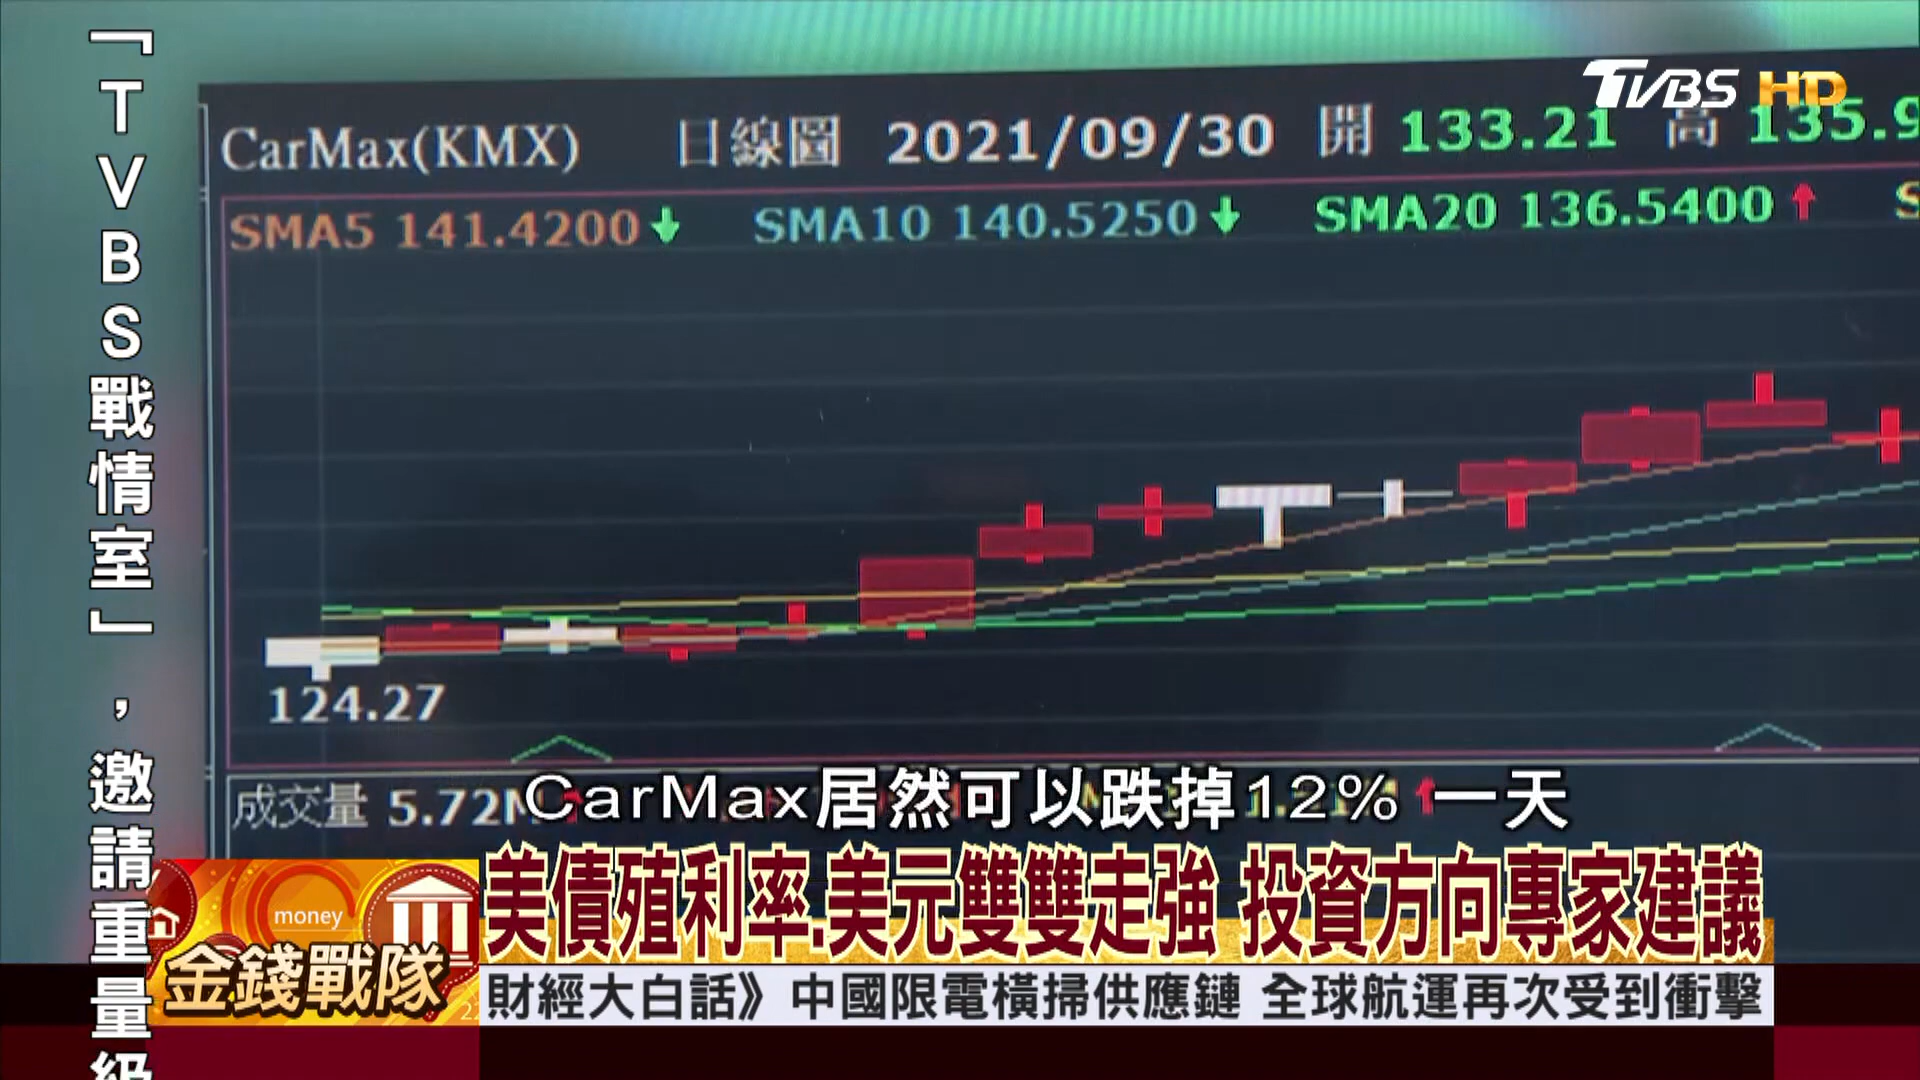 「TVBS戰情室」，邀請重量級
TVBS HD
CarMax(KMX) 日線圖 2021/09/30 開 133.21 高 135.9
SMA5 141.4200 SMA10 140.5250 SMA20 136.5400
124.27
成交量 5.72M
CarMax居然可以跌掉12% 一天
money
金錢戰隊
美債殖利率.美元雙雙走強 投資方向專家建議
財經大白話》中國限電橫掃供應鏈 全球航運再次受到衝擊